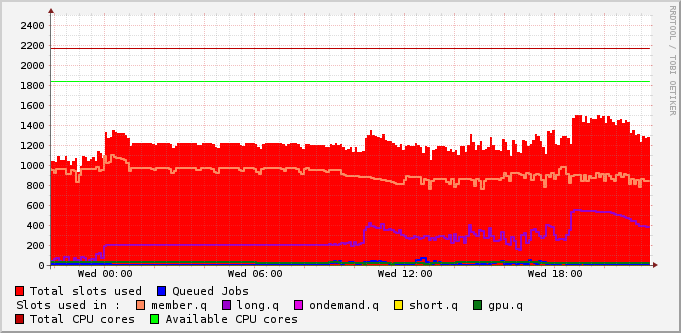 RRDTOOL / TOBI OETIKER
2400
2200
2000
1800
1600
1400
1200
1000
800
600
400
200
0
Wed 00:00 Wed 06:00 Wed 12:00 Wed 18:00
Total slots used Queued Jobs
Slots used in : member.q long.q ondemand.q short.q gpu.q
Total CPU cores Available CPU cores